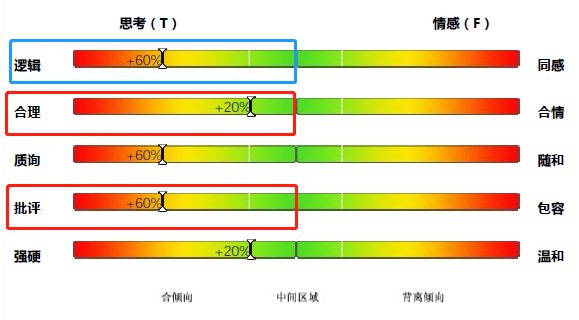 思考（T） 情感（F）
逻辑 +60% 同感
合理 +20% 合情
质询 +60% 随和
批评 +60% 包容
强硬 +20% 温和
合倾向 中间区域 背离倾向